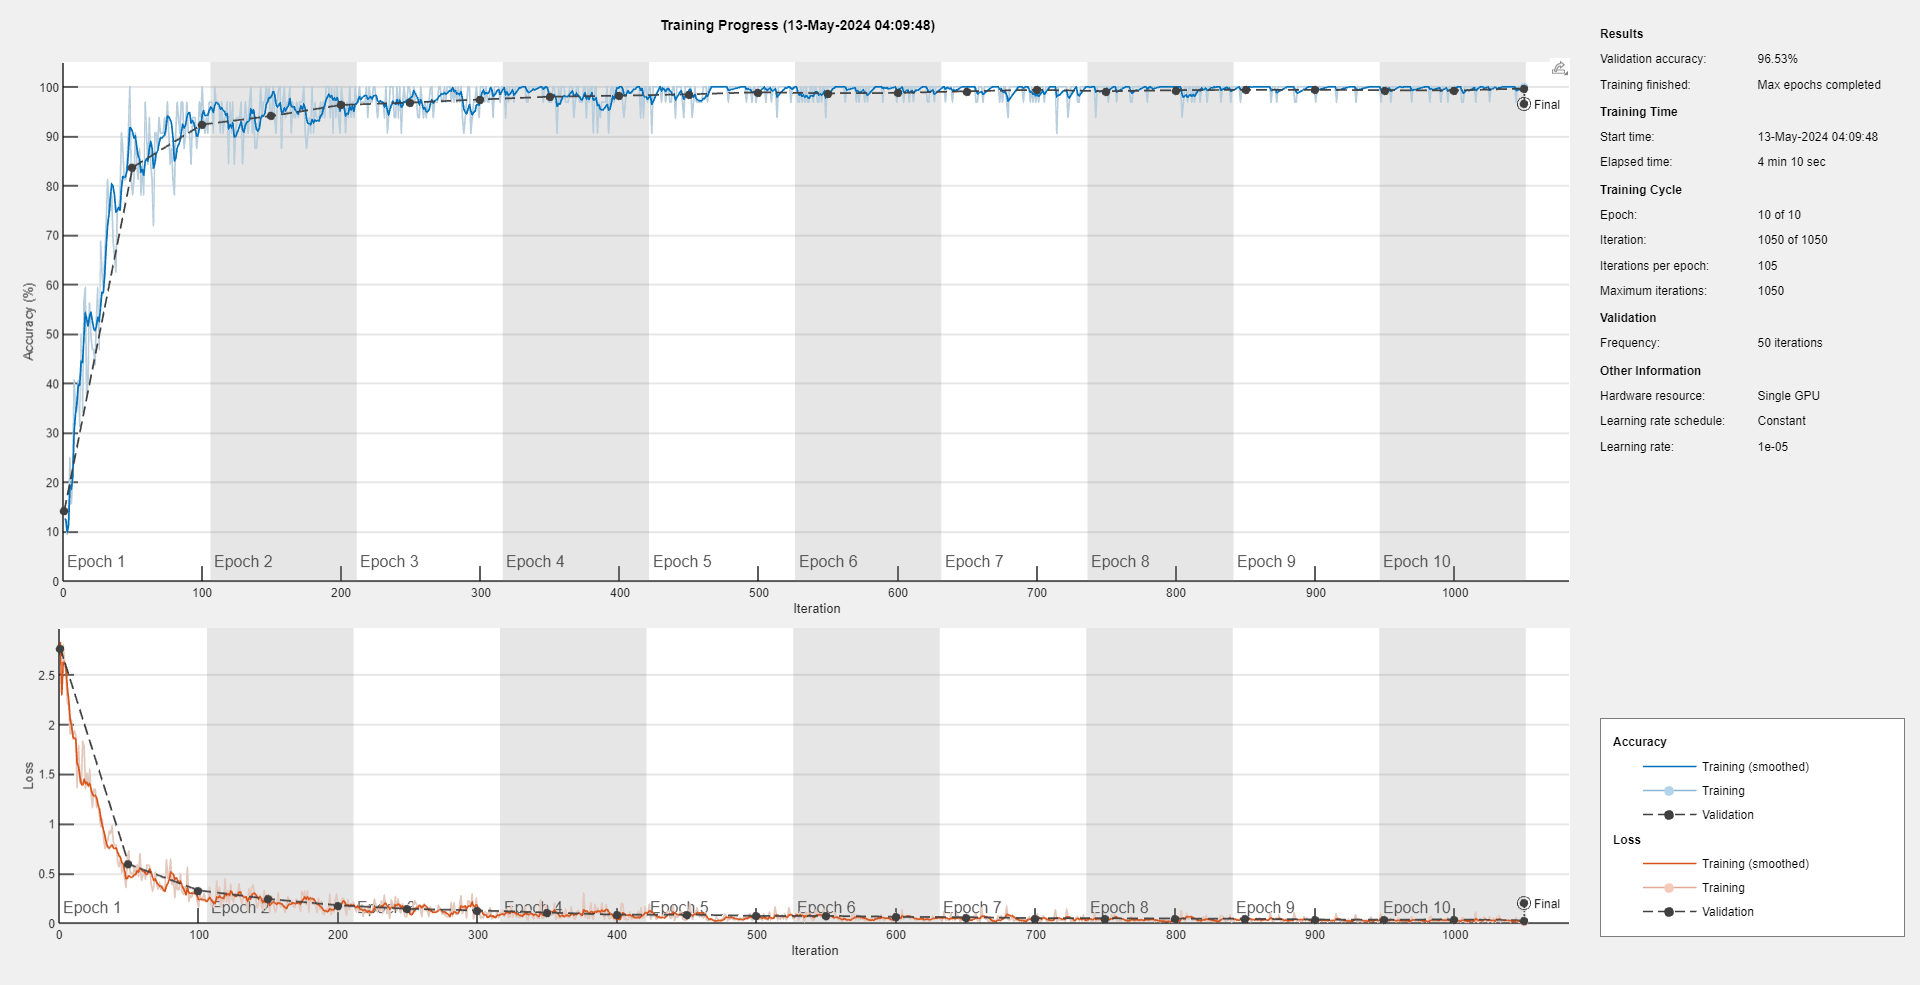 Training Progress (13-May-2024 04:09:48)
Accuracy (%)
100
90
80
70
60
50
40
30
20
10
0
Final
Epoch 1 Epoch 2 Epoch 3 Epoch 4 Epoch 5 Epoch 6 Epoch 7 Epoch 8 Epoch 9 Epoch 10
0 100 200 300 400 500 600 700 800 900 1000
Iteration
Loss
2.5
2
1.5
1
0.5
0
Final
Epoch 1 Epoch 2 Epoch 3 Epoch 4 Epoch 5 Epoch 6 Epoch 7 Epoch 8 Epoch 9 Epoch 10
0 100 200 300 400 500 600 700 800 900 1000
Iteration
Results
Validation accuracy: 96.53%
Training finished: Max epochs completed
Training Time
Start time: 13-May-2024 04:09:48
Elapsed time: 4 min 10 sec
Training Cycle
Epoch: 10 of 10
Iteration: 1050 of 1050
Iterations per epoch: 105
Maximum iterations: 1050
Validation
Frequency: 50 iterations
Other Information
Hardware resource: Single GPU
Learning rate schedule: Constant
Learning rate: 1e-05
Accuracy
Training (smoothed)
Training
Validation
Loss
Training (smoothed)
Training
Validation